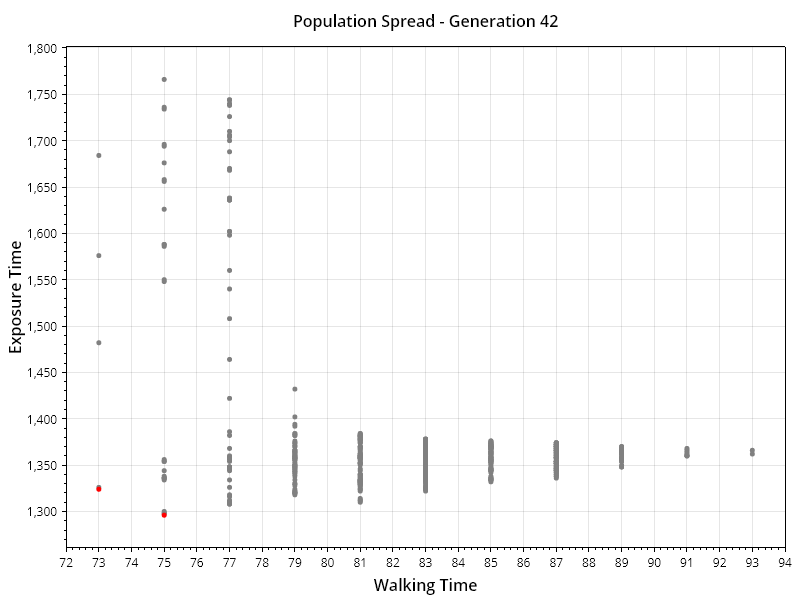 Population Spread - Generation 42
1,800
1,750
1,700
1,650
1,600
1,550
1,500
1,450
1,400
1,350
1,300
Exposure Time
72 73 74 75 76 77 78 79 80 81 82 83 84 85 86 87 88 89 90 91 92 93 94
Walking Time